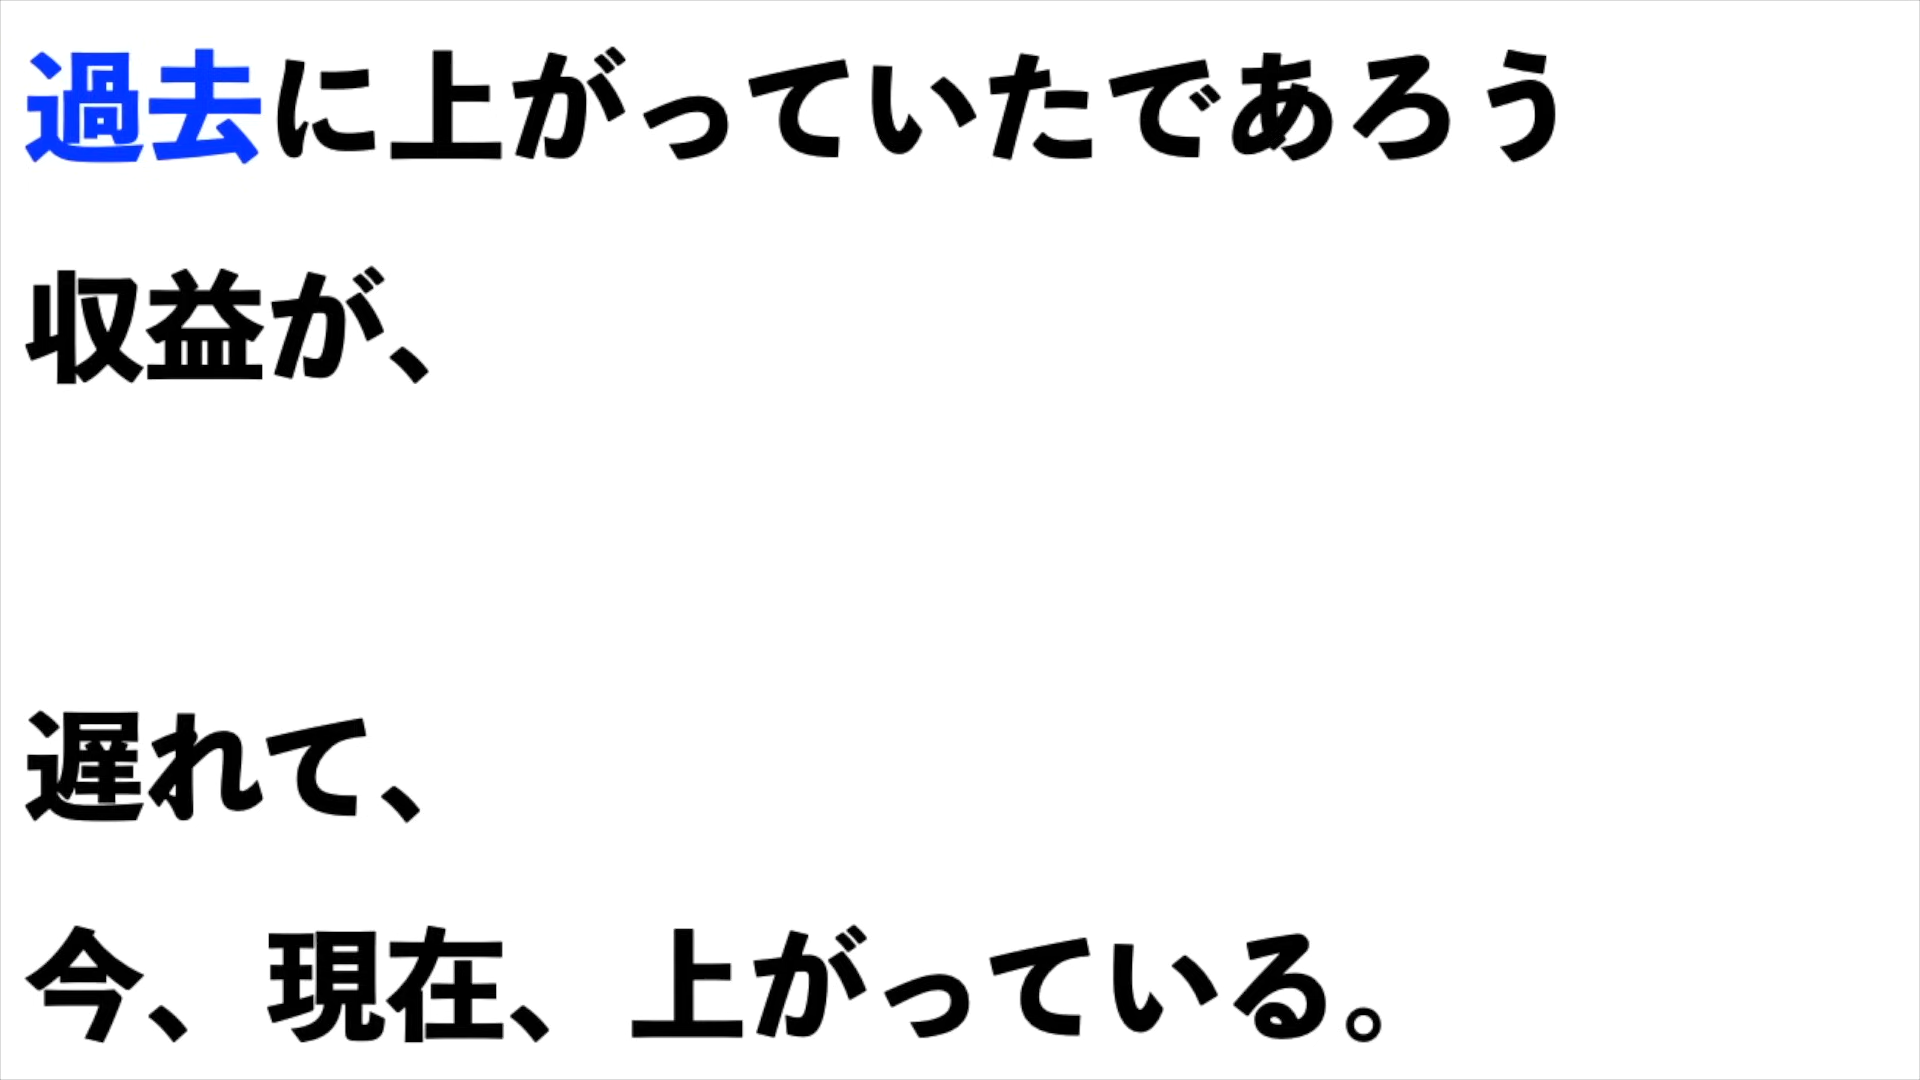 過去に上がっていたであろう
収益が、
遅れて、
今、現在、上がっている。